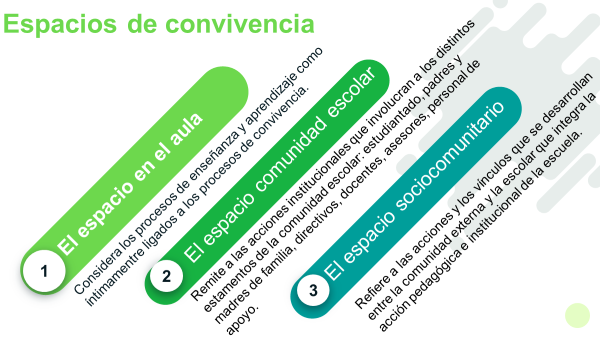 Espacios de convivencia
1
El espacio en el aula
Considera los procesos de enseñanza y aprendizaje como
íntimamentre ligados a los procesos de convivencia.
2
El espacio comunidad escolar
Remite a las acciones institucionales que involucran a los distintos
estamentos de la comunidad escolar: estudiantado, padres y
madres de familia, directivos, docentes, asesores, personal de
apoyo.
3
El espacio sociocomunitario
Refiere a las acciones y los vínculos que se desarrollan
entre la comunidad externa y la escolar que integra la
acción pedagógica e institucional de la escuela.